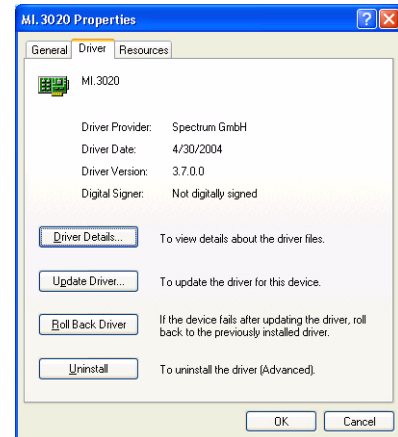 MI.3020 Properties
General Driver Resources
MI.3020
Driver Provider: Spectrum GmbH
Driver Date: 4/30/2004
Driver Version: 3.7.0.0
Digital Signer: Not digitally signed
Driver Details... To view details about the driver files.
Update Driver... To update the driver for this device.
Roll Back Driver If the device fails after updating the driver, roll
back to the previously installed driver.
Uninstall To uninstall the driver (Advanced).
OK Cancel